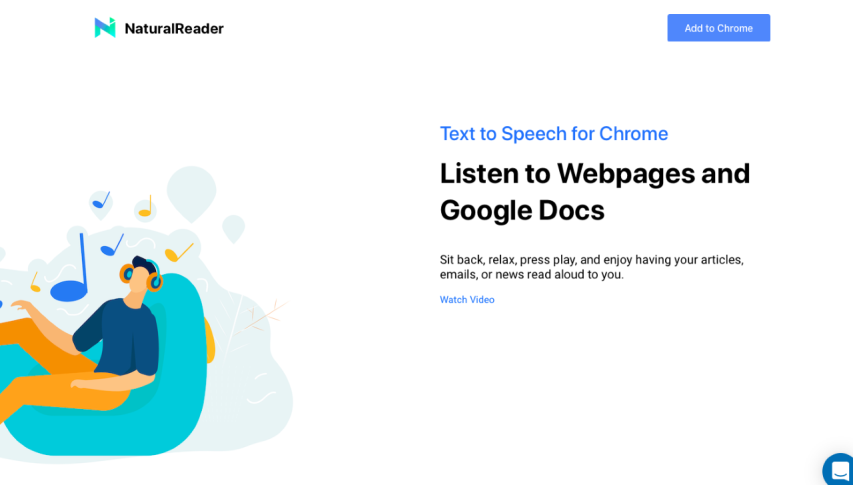 NaturalReader
Add to Chrome
Text to Speech for Chrome
Listen to Webpages and
Google Docs
Sit back, relax, press play, and enjoy having your articles,
emails, or news read aloud to you.
Watch Video